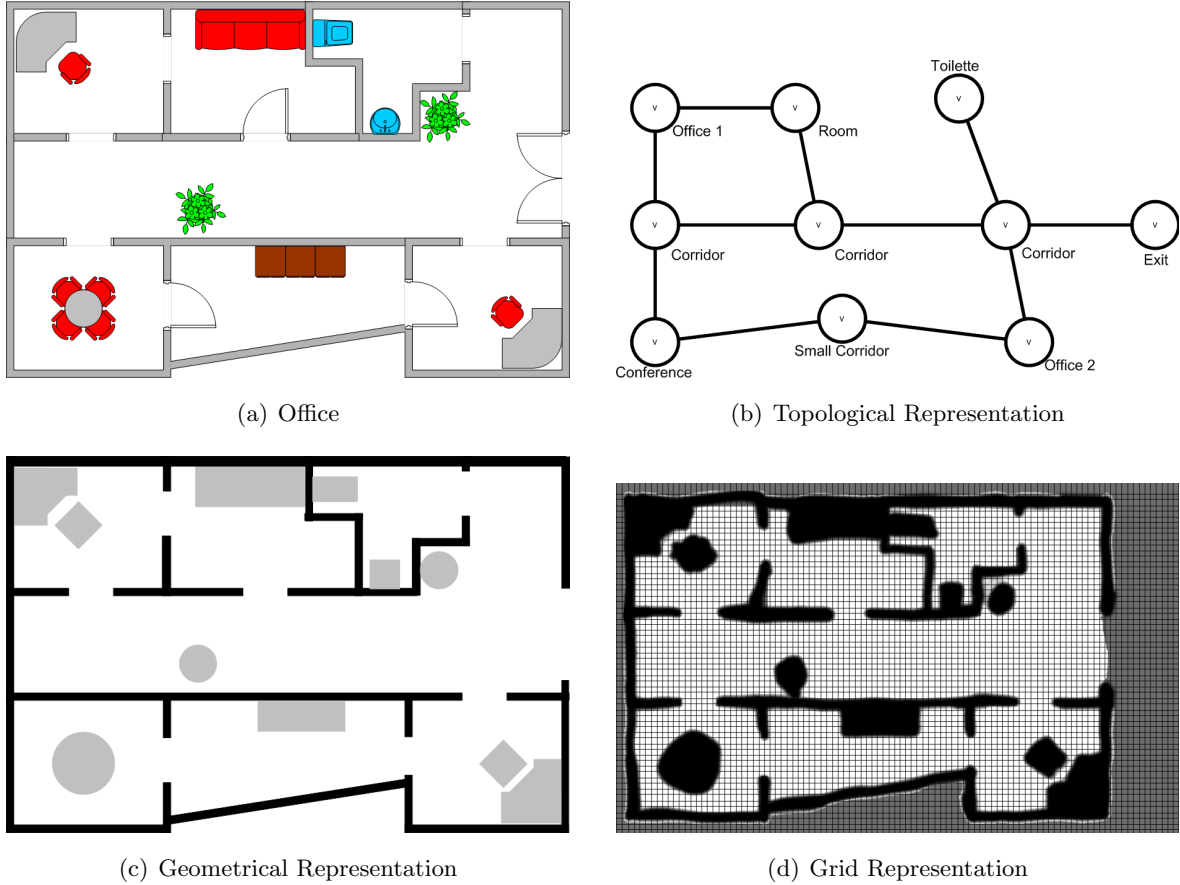 Toilette
v
v
v
Office 1
Room
v
v
v
v
Corridor
Corridor
Corridor
Exit
v
v
v
Small Corridor
Office 2
Conference
(a) Office
(b) Topological Representation
(c) Geometrical Representation
(d) Grid Representation